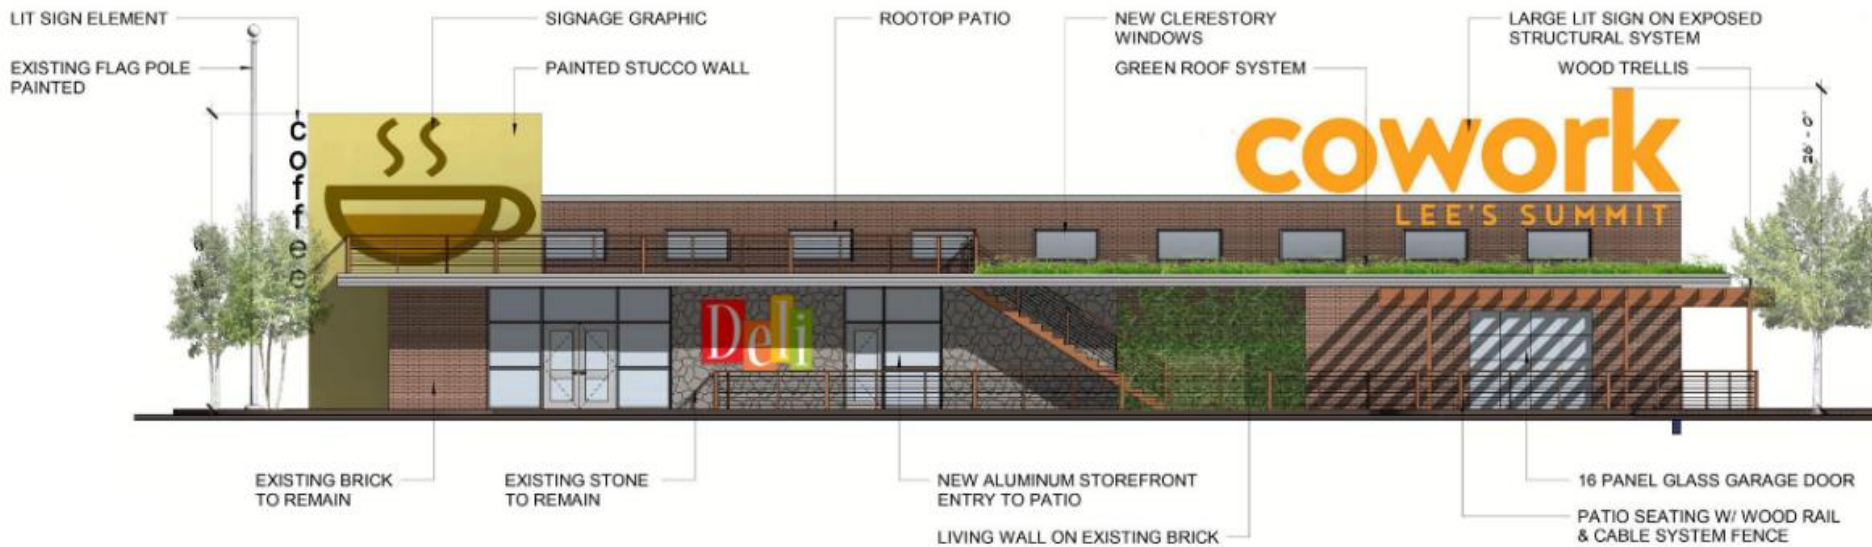 LIT SIGN ELEMENT
SIGNAGE GRAPHIC
ROOTOP PATIO
NEW CLERESTORY
WINDOWS
LARGE LIT SIGN ON EXPOSED
STRUCTURAL SYSTEM
EXISTING FLAG POLE
PAINTED
PAINTED STUCCO WALL
GREEN ROOF SYSTEM
WOOD TRELLIS
coffee
cowork
LEE'S SUMMIT
26' - 0"
Deli
EXISTING BRICK
TO REMAIN
EXISTING STONE
TO REMAIN
NEW ALUMINUM STOREFRONT
ENTRY TO PATIO
LIVING WALL ON EXISTING BRICK
16 PANEL GLASS GARAGE DOOR
PATIO SEATING W/ WOOD RAIL
& CABLE SYSTEM FENCE